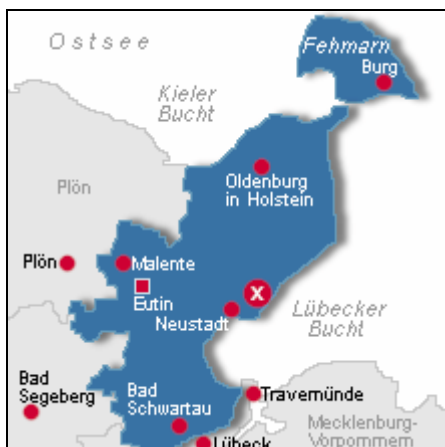 Ostsee
Fehmarn
Burg
Kieler
Bucht
Oldenburg
in Holstein
Plön
Plön
Malente
Eutin
X
Neustadt
Lübecker
Bucht
Bad
Segeberg
Bad
Schwartau
Travemünde
Lübeck
Mecklenburg-
Vorpommern